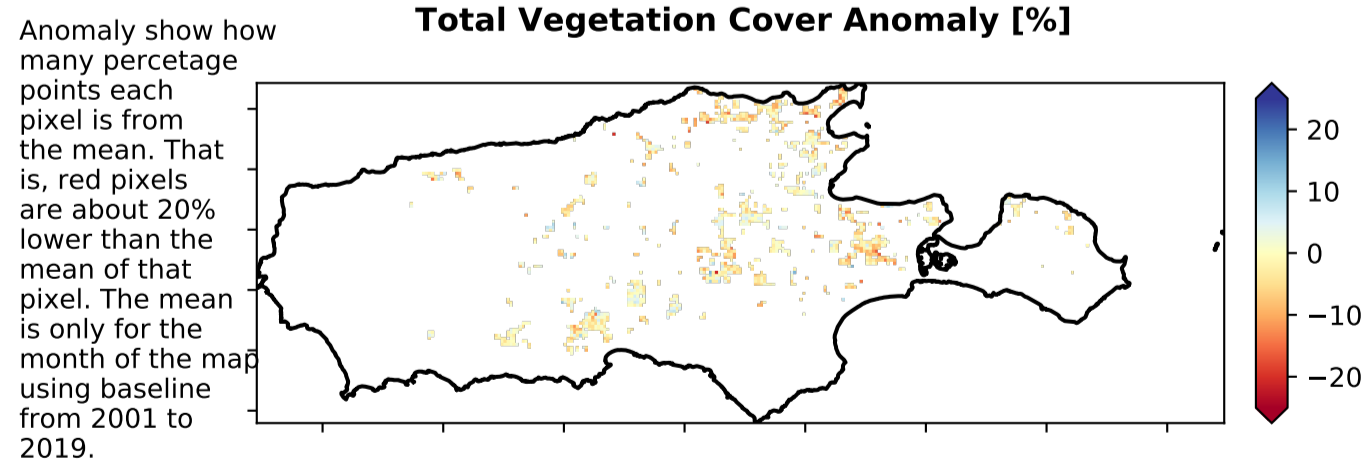 Total Vegetation Cover Anomaly [%]
Anomaly show how
many percetage
points each
pixel is from
the mean. That
is, red pixels
are about 20%
lower than the
mean of that
pixel. The mean
is only for the
month of the map
using baseline
from 2001 to
2019.
20
10
0
−10
−20